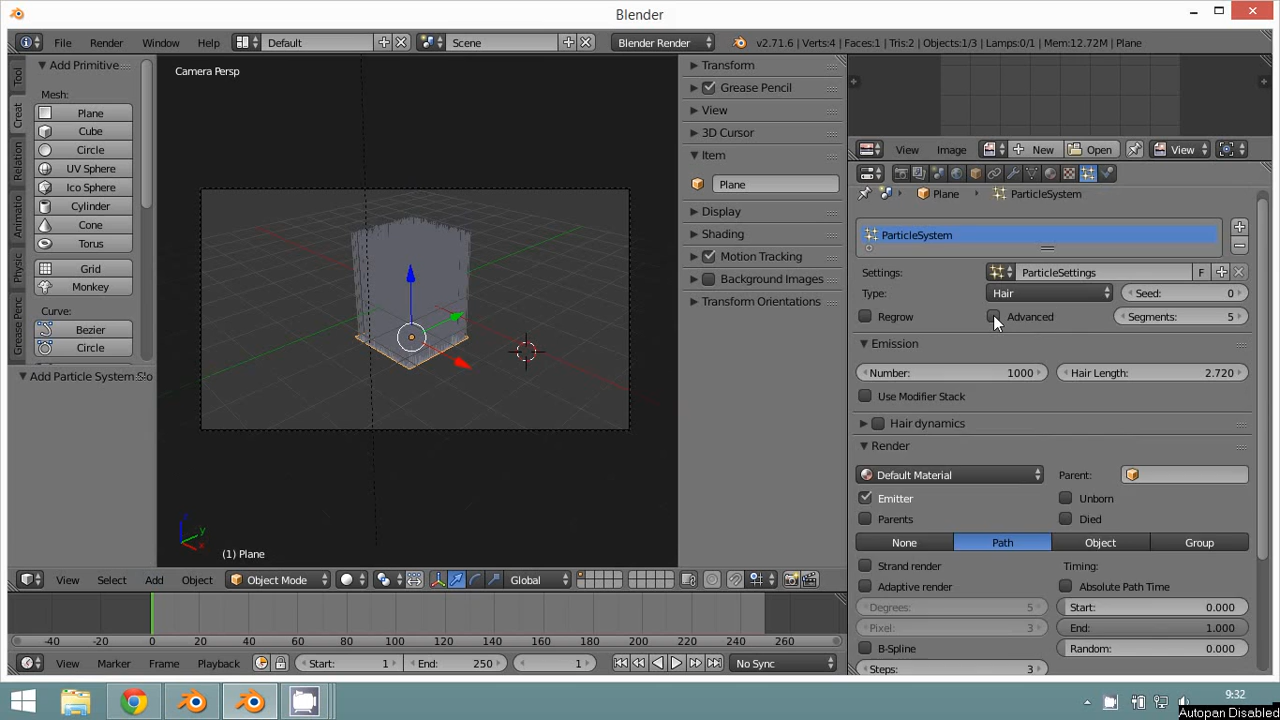 Blender
File Render Window Help Default Scene Blender Render v2.71.6 | Verts:4 | Faces:1 | Tris:2 | Objects:1/3 | Lamps:0/1 | Mem:12.72M | Plane
Tool
Creat
Relation
Animatio
Physic
Grease Penc
Add Primitive
Mesh:
Plane
Cube
Circle
UV Sphere
Ico Sphere
Cylinder
Cone
Torus
Grid
Monkey
Curve:
Bezier
Circle
Add Particle System Slo
Camera Persp
(1) Plane
Transform
Grease Pencil
View
3D Cursor
Item
Plane
Display
Shading
Motion Tracking
Background Images
Transform Orientations
View Image New Open View
Plane ParticleSystem
ParticleSystem
Settings: ParticleSettings F
Type: Hair Seed: 0
Regrow Advanced Segments: 5
Emission
Number: 1000 Hair Length: 2.720
Use Modifier Stack
Hair dynamics
Render
Default Material Parent:
Emitter Unborn
Parents Died
None Path Object Group
Strand render Timing:
Adaptive render Absolute Path Time
Degrees: 5 Start: 0.000
Pixel: 3 End: 1.000
B-Spline Random: 0.000
Steps: 3
View Select Add Object Object Mode Global
-40 -20 0 20 40 60 80 100 120 140 160 180 200 220 240 260
View Marker Frame Playback Start: 1 End: 250 1 No Sync
9:32
Autopan Disabled